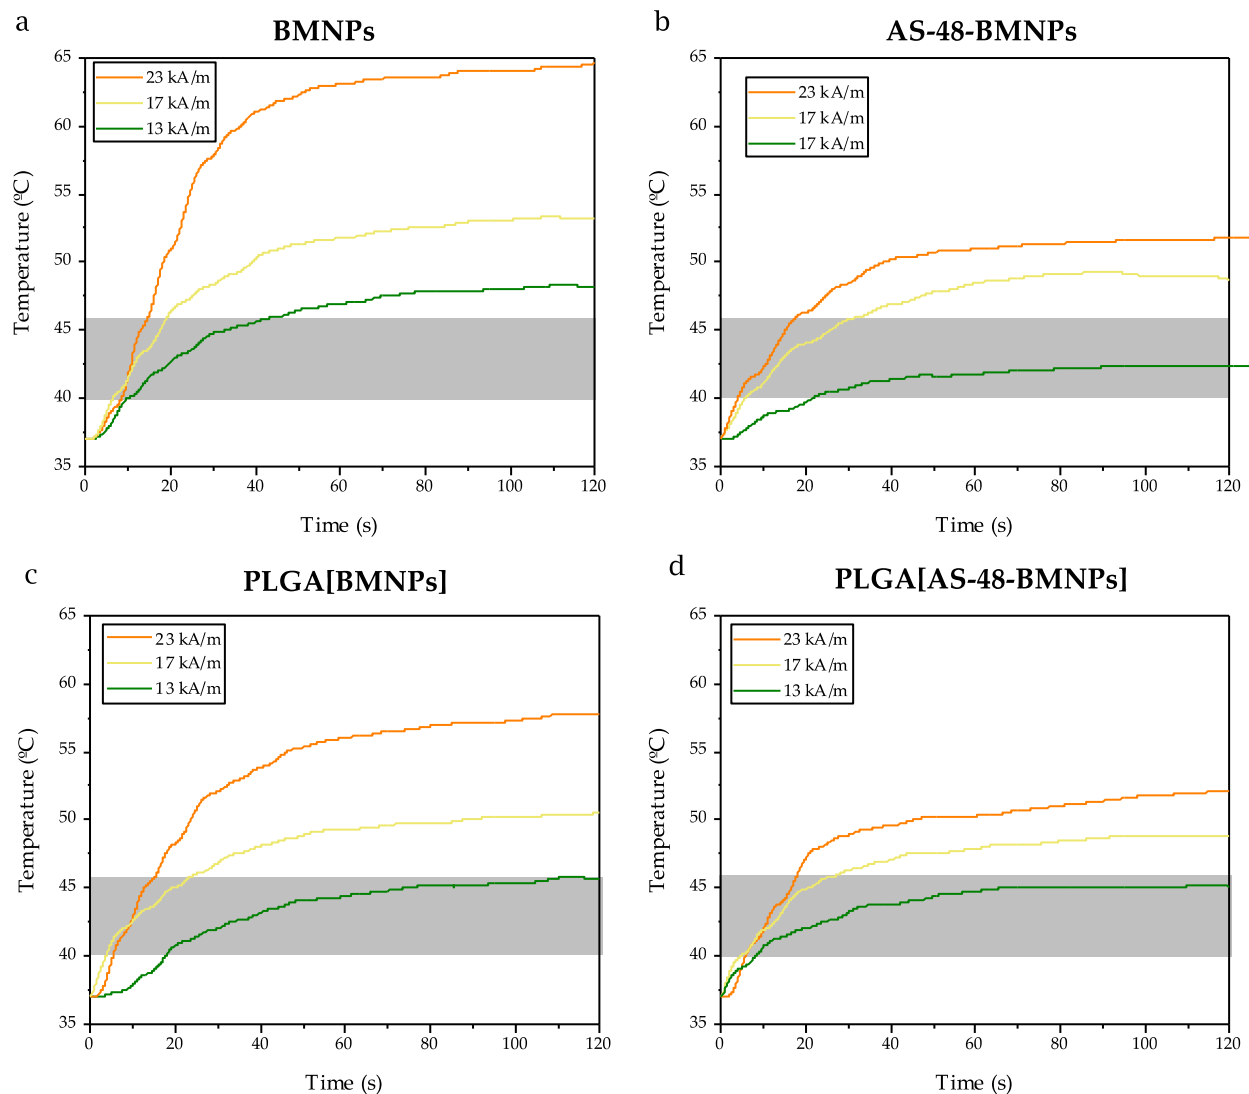 a
BMNPs
23 kA/m
17 kA/m
13 kA/m
65
60
55
50
45
40
35
Temperature (ºC)
0
20
40
60
80
100
120
Time (s)
b
AS-48-BMNPs
23 kA/m
17 kA/m
17 kA/m
65
60
55
50
45
40
35
Temperature (ºC)
0
20
40
60
80
100
120
Time (s)
c
PLGA[BMNPs]
23 kA/m
17 kA/m
13 kA/m
65
60
55
50
45
40
35
Temperature (ºC)
0
20
40
60
80
100
120
Time (s)
d
PLGA[AS-48-BMNPs]
23 kA/m
17 kA/m
13 kA/m
65
60
55
50
45
40
35
Temperature (ºC)
0
20
40
60
80
100
120
Time (s)